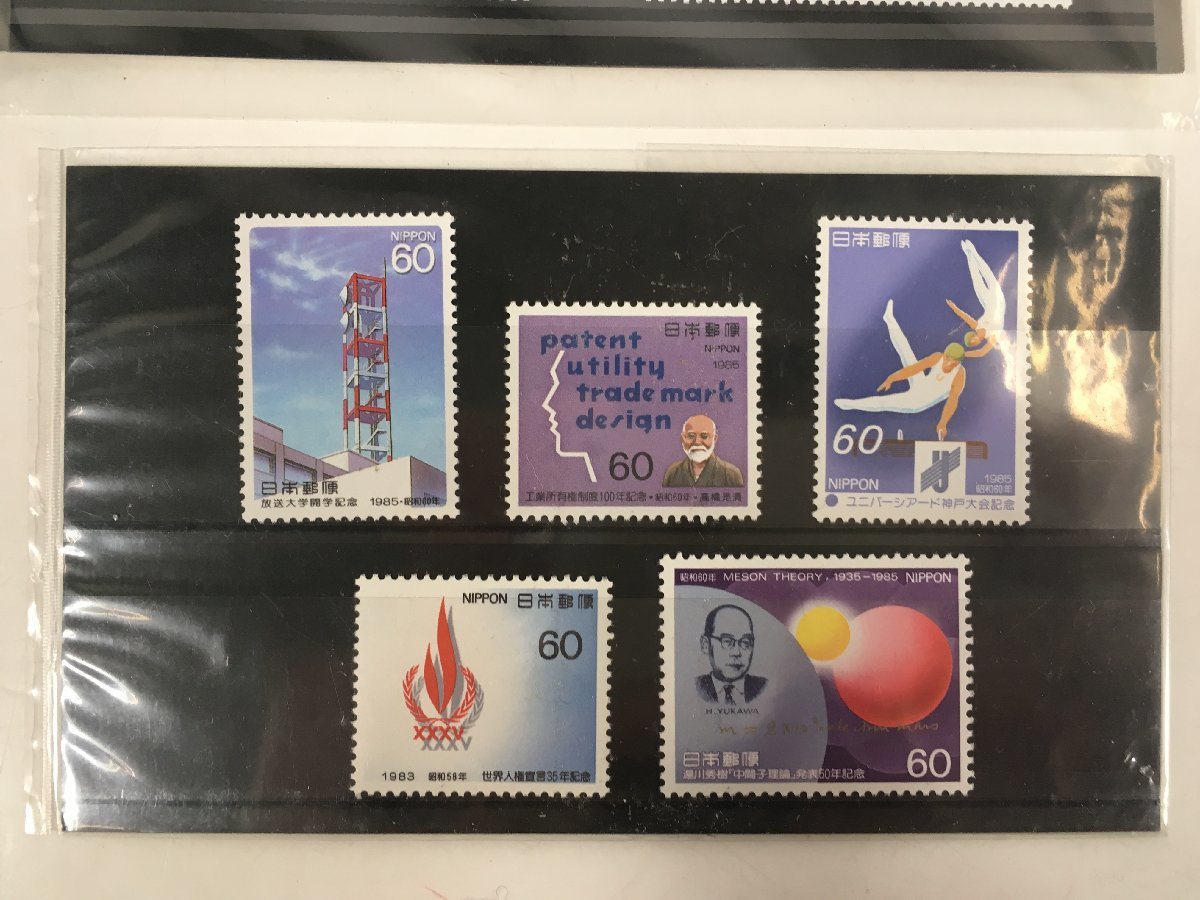 NIPPON
60
日本郵便
放送大学開学記念 1985・昭和60年
patent
utility
trade mark
design
日本郵便
NIPPON
1985
60
工業所有権制度100年記念・昭和60年・高橋是清
日本郵便
60
NIPPON
1985
昭和60年
ユニバーシアード神戸大会記念
NIPPON 日本郵便
60
XXXV
XXXV
1983 昭和58年 世界人権宣言35年記念
昭和60年 MESON THEORY, 1935-1985 NIPPON
H. YUKAWA
日本郵便
60
湯川秀樹「中間子理論」発表50年記念